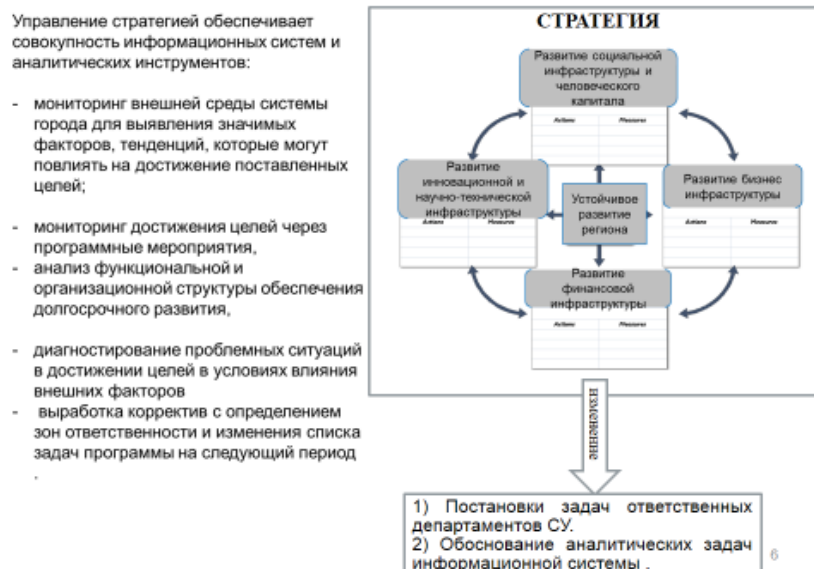 Управление стратегией обеспечивает
совокупность информационных систем и
аналитических инструментов:
- мониторинг внешней среды системы
города для выявления значимых
факторов, тенденций, которые могут
повлиять на достижение поставленных
целей;
- мониторинг достижения целей через
программные мероприятия,
- анализ функциональной и
организационной структуры обеспечения
долгосрочного развития,
- диагностирование проблемных ситуаций
в достижении целей в условиях влияния
внешних факторов
- выработка корректив с определением
зон ответственности и изменения списка
задач программы на следующий период
.
СТРАТЕГИЯ
Развитие социальной
инфраструктуры и
человеческого
капитала
Actions Measures
Развитие
инновационной и
научно-технической
инфраструктуры
Actions Measures
Устойчивое
развитие
региона
Развитие бизнес
инфраструктуры
Actions Measures
Развитие
финансовой
инфраструктуры
Actions Measures
изменение
1) Постановки задач ответственных
департаментов СУ.
2) Обоснование аналитических задач
информационной системы .
6